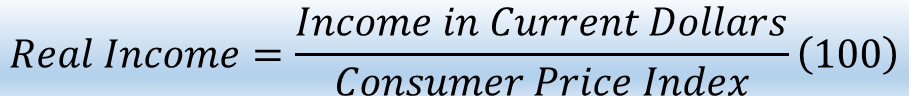 Real Income = Income in Current Dollars / Consumer Price Index (100)